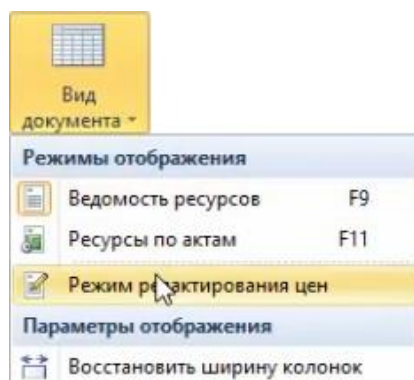 Вид
документа
Режимы отображения
Ведомость ресурсов F9
Ресурсы по актам F11
Режим редактирования цен
Параметры отображения
Восстановить ширину колонок